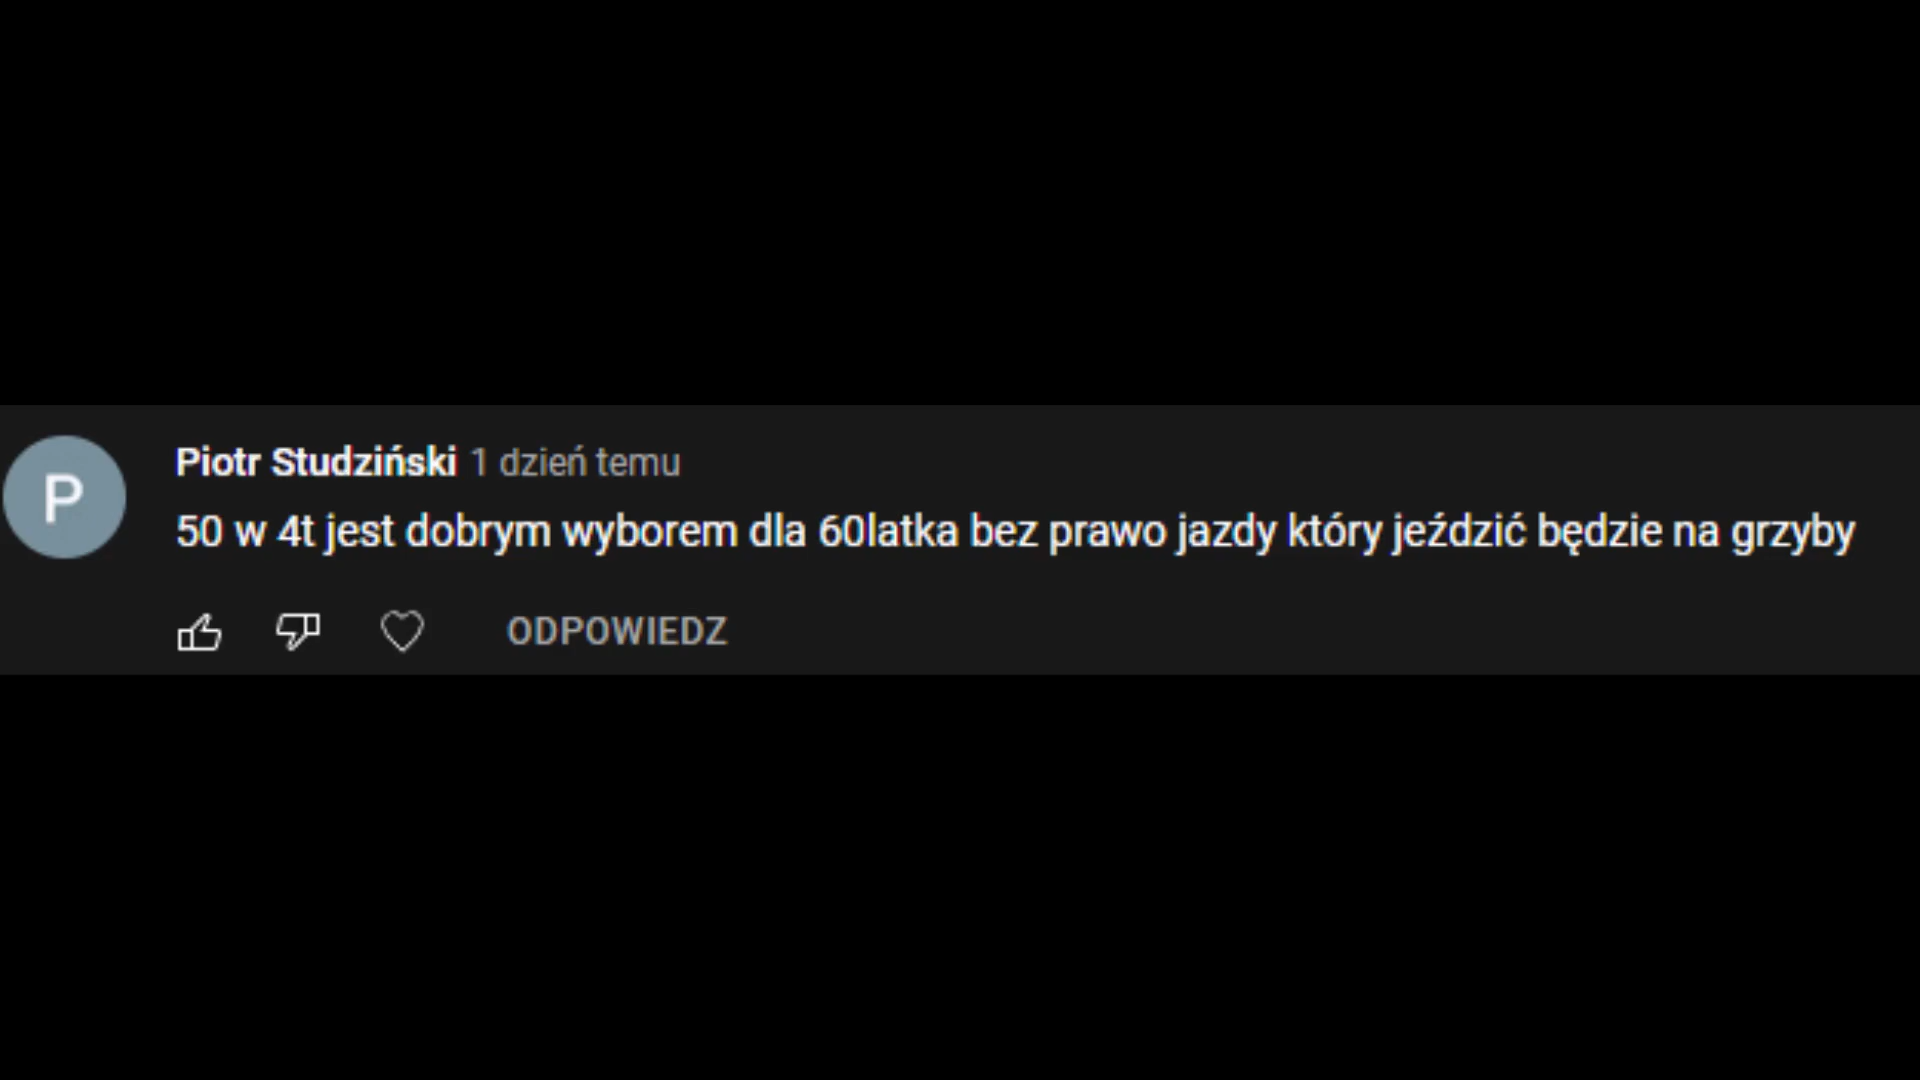 P
Piotr Studziński 1 dzień temu
50 w 4t jest dobrym wyborem dla 60latka bez prawo jazdy który jeździć będzie na grzyby
ODPOWIEDZ